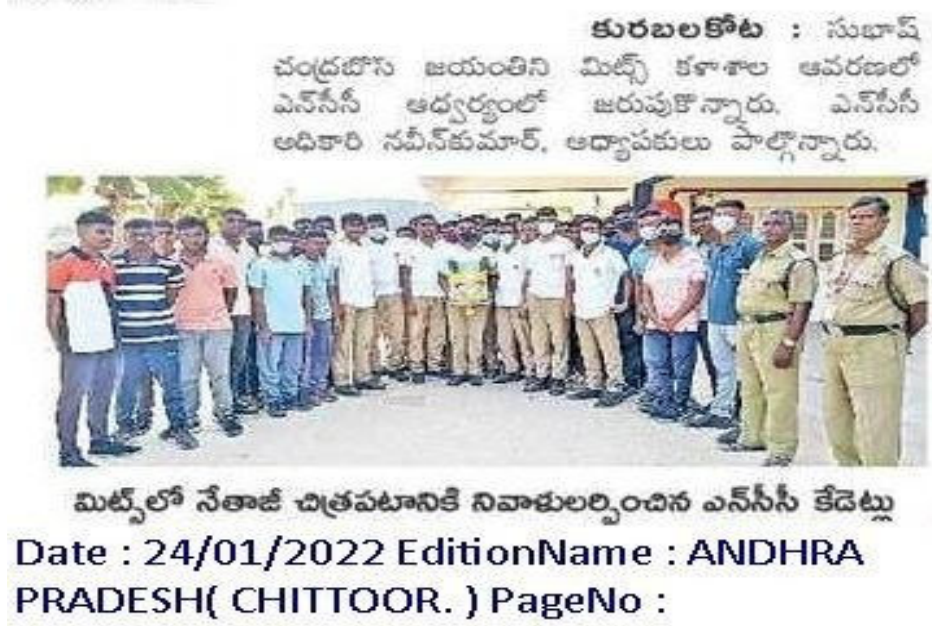 కురబలకోట : సుభాష్
చంద్రబోస్ జయంతిని మిట్స్ కళాశాల ఆవరణలో
ఎన్‌సీసీ ఆధ్వర్యంలో జరుపుకొన్నారు. ఎన్‌సీసీ
అధికారి నవీన్‌కుమార్, అధ్యాపకులు పాల్గొన్నారు.
మిట్స్‌లో నేతాజీ చిత్రపటానికి నివాళులర్పించిన ఎన్‌సీసీ కేడెట్లు
Date : 24/01/2022 EditionName : ANDHRA
PRADESH( CHITTOOR. ) PageNo :